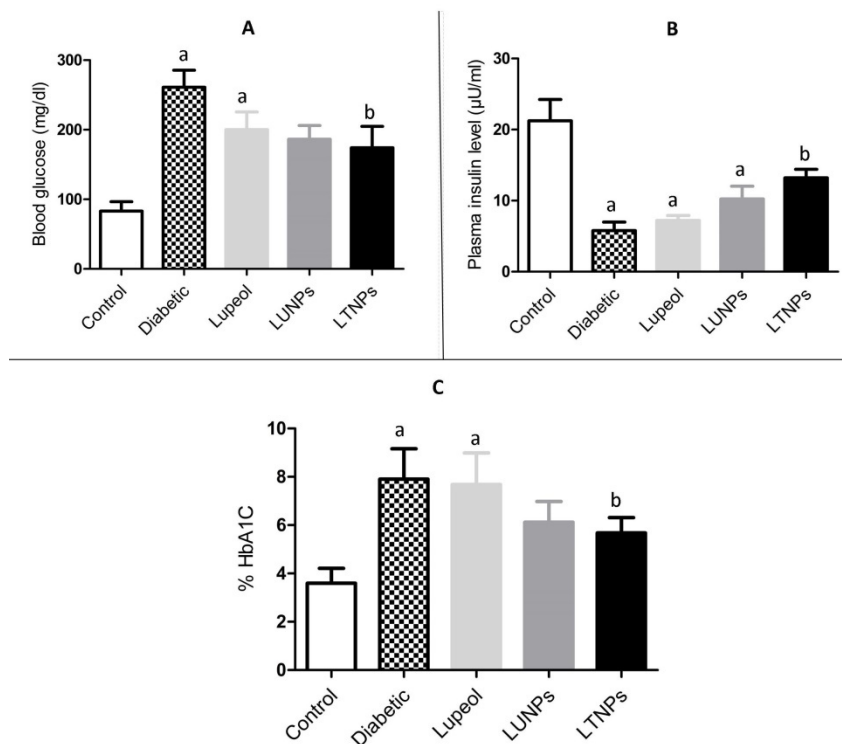 A
Blood glucose (mg/dl)
300
200
100
0
a
a
b
Control
Diabetic
Lupeol
LUNPs
LTNPs
B
Plasma insulin level (µU/ml)
30
20
10
0
a
a
a
b
Control
Diabetic
Lupeol
LUNPs
LTNPs
C
% HbA1C
10
8
6
4
2
0
a
a
b
Control
Diabetic
Lupeol
LUNPs
LTNPs